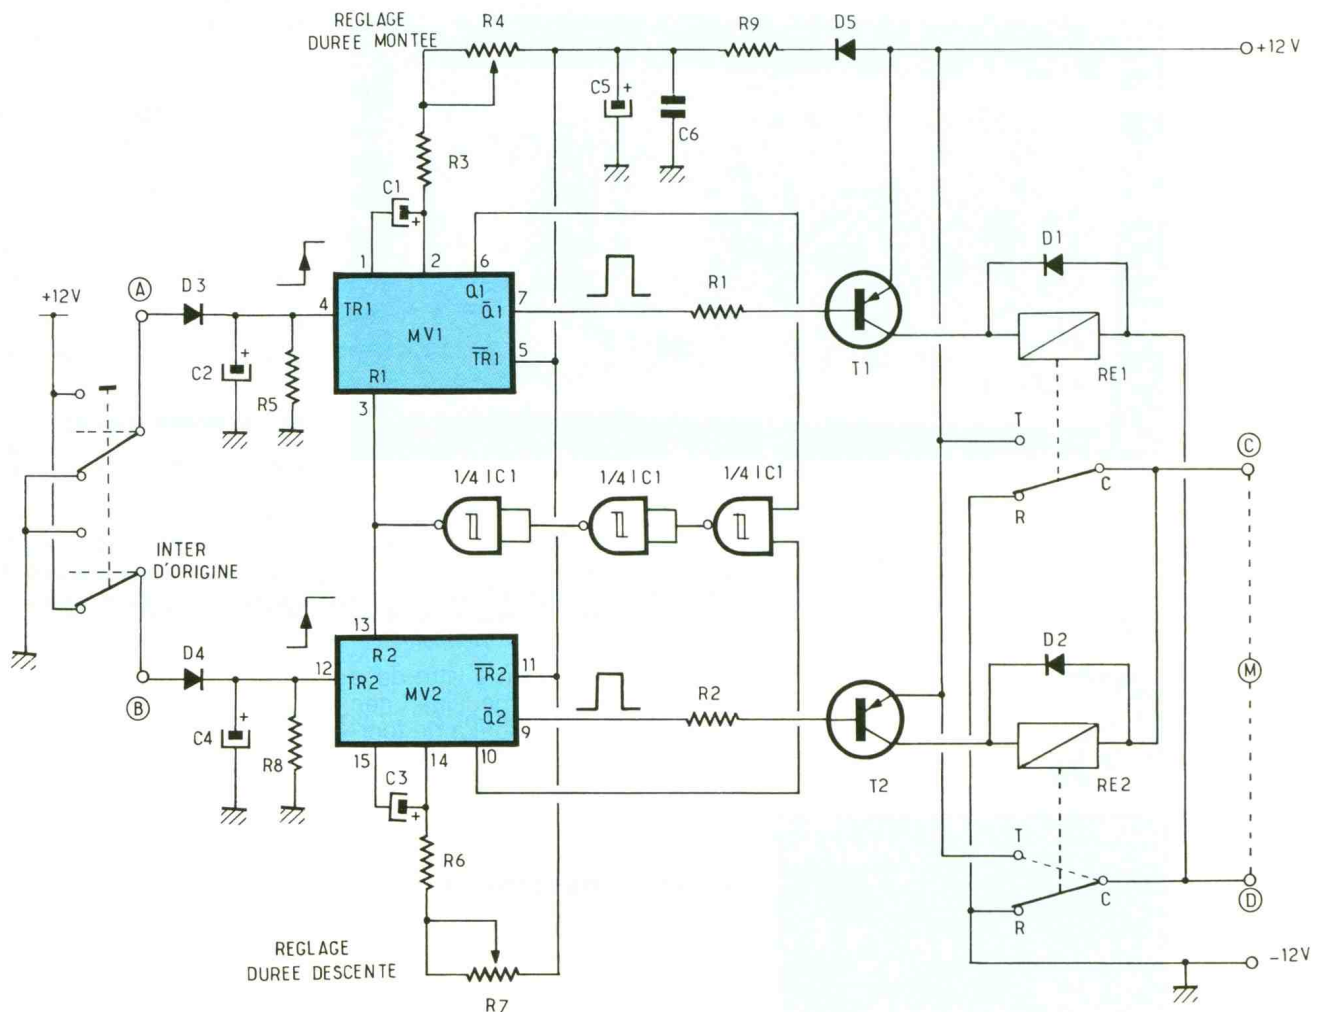 REGLAGE
DUREE MONTEE
R4
R9
D5
+12 V
C5
+
C6
R3
C1
+
1
2
6
+12V
A
D3
4
TR1
Q1
Q̅1
7
R1
MV1
T̅R̅1
5
R1
3
C2
+
R5
T1
D1
RE1
T
C
R
C
1/4 IC1
1/4 IC1
1/4 IC1
INTER
D'ORIGINE
B
D4
13
12
R2
TR2
T̅R̅2
11
MV2
Q̅2
9
R2
15
14
10
C4
+
R8
C3
+
T2
D2
RE2
M
T
C
R
D
R6
REGLAGE
DUREE DESCENTE
R7
-12V